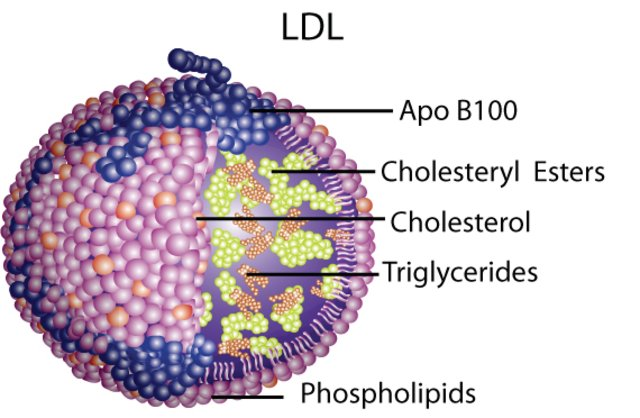 LDL
Apo B100
Cholesteryl Esters
Cholesterol
Triglycerides
Phospholipids